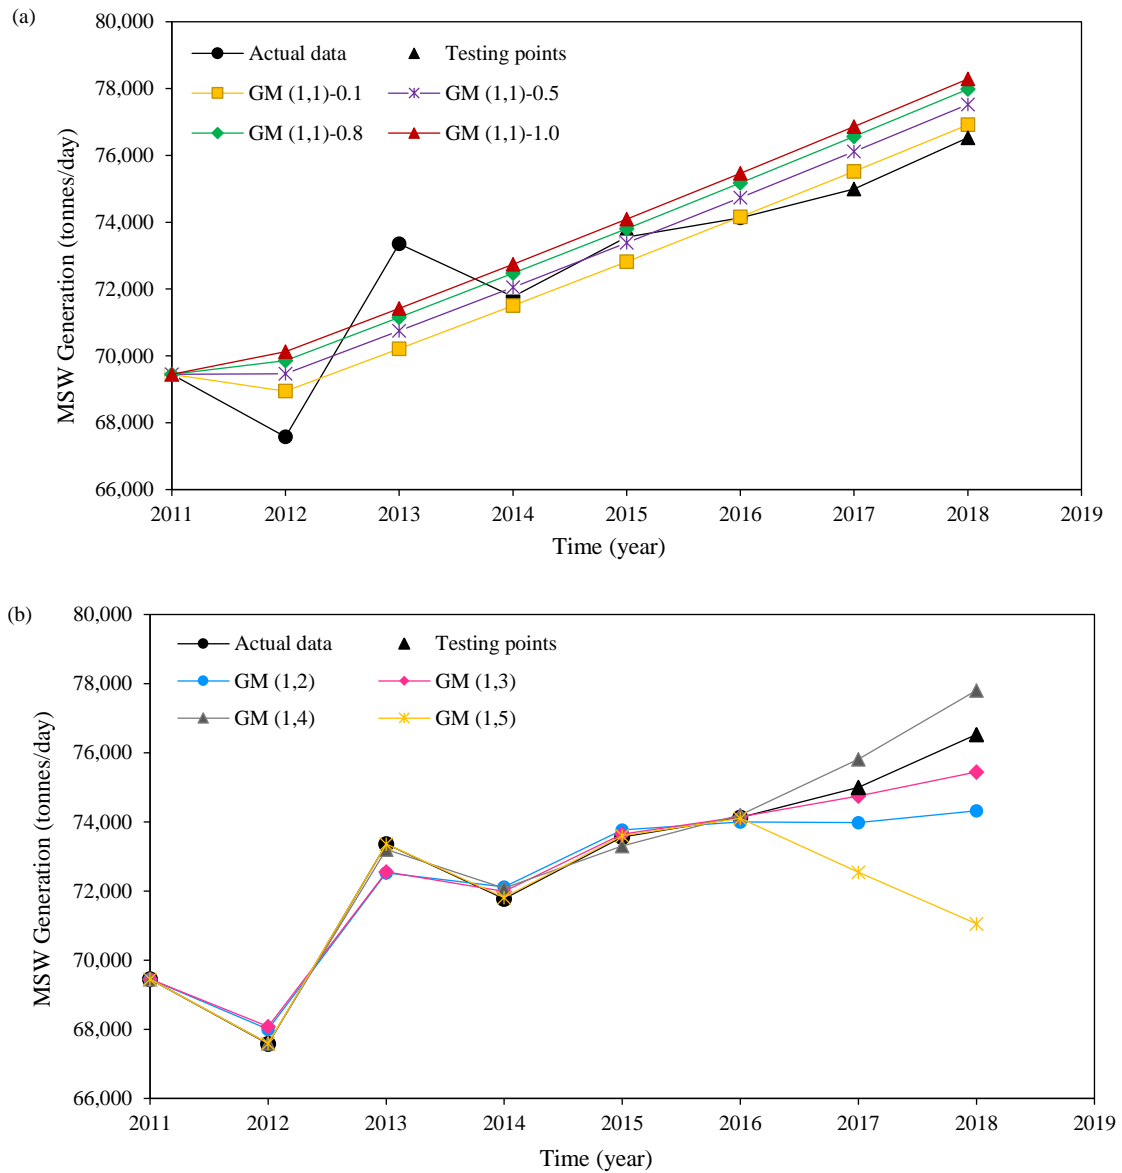 (a)
80,000
78,000
76,000
74,000
72,000
70,000
68,000
66,000
MSW Generation (tonnes/day)
Actual data
Testing points
GM (1,1)-0.1
GM (1,1)-0.5
GM (1,1)-0.8
GM (1,1)-1.0
2011 2012 2013 2014 2015 2016 2017 2018 2019
Time (year)
(b)
80,000
78,000
76,000
74,000
72,000
70,000
68,000
66,000
MSW Generation (tonnes/day)
Actual data
Testing points
GM (1,2)
GM (1,3)
GM (1,4)
GM (1,5)
2011 2012 2013 2014 2015 2016 2017 2018 2019
Time (year)